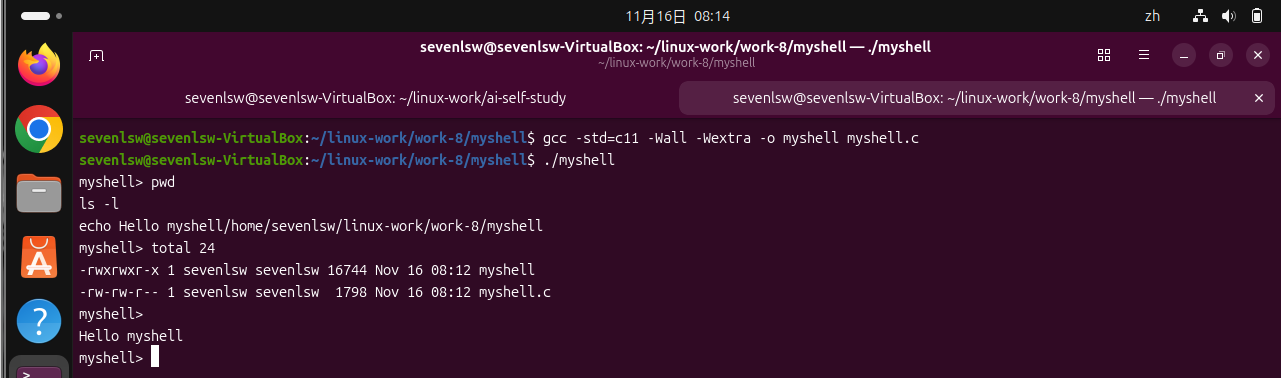 11月16日 08:14
zh
sevenlsw@sevenlsw-VirtualBox: ~/linux-work/work-8/myshell — ./myshell
~/linux-work/work-8/myshell
sevenlsw@sevenlsw-VirtualBox: ~/linux-work/ai-self-study
sevenlsw@sevenlsw-VirtualBox: ~/linux-work/work-8/myshell — ./myshell
sevenlsw@sevenlsw-VirtualBox:~/linux-work/work-8/myshell$ gcc -std=c11 -Wall -Wextra -o myshell myshell.c
sevenlsw@sevenlsw-VirtualBox:~/linux-work/work-8/myshell$ ./myshell
myshell> pwd
ls -l
echo Hello myshell/home/sevenlsw/linux-work/work-8/myshell
myshell> total 24
-rwxrwxr-x 1 sevenlsw sevenlsw 16744 Nov 16 08:12 myshell
-rw-rw-r-- 1 sevenlsw sevenlsw  1798 Nov 16 08:12 myshell.c
myshell>
Hello myshell
myshell>